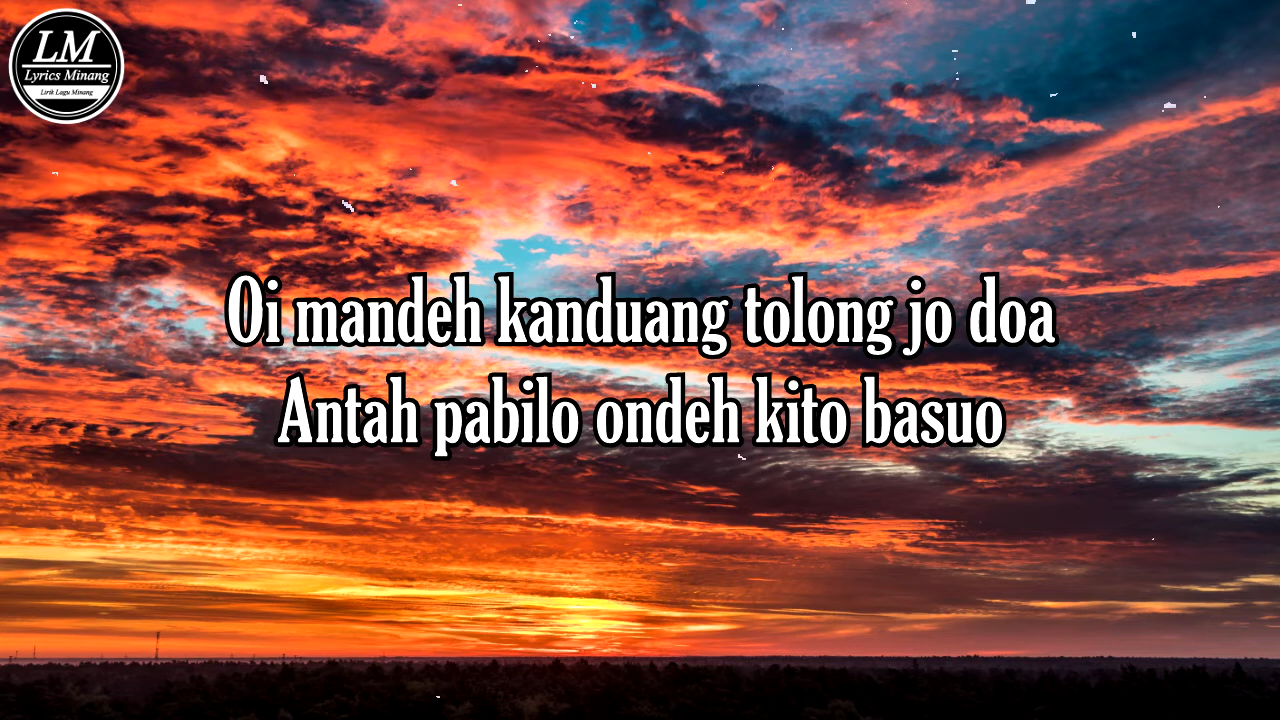 LM
Lyrics Minang
Lirik Lagu Minang
Oi mandeh kanduang tolong jo doa
Antah pabilo ondeh kito basuo